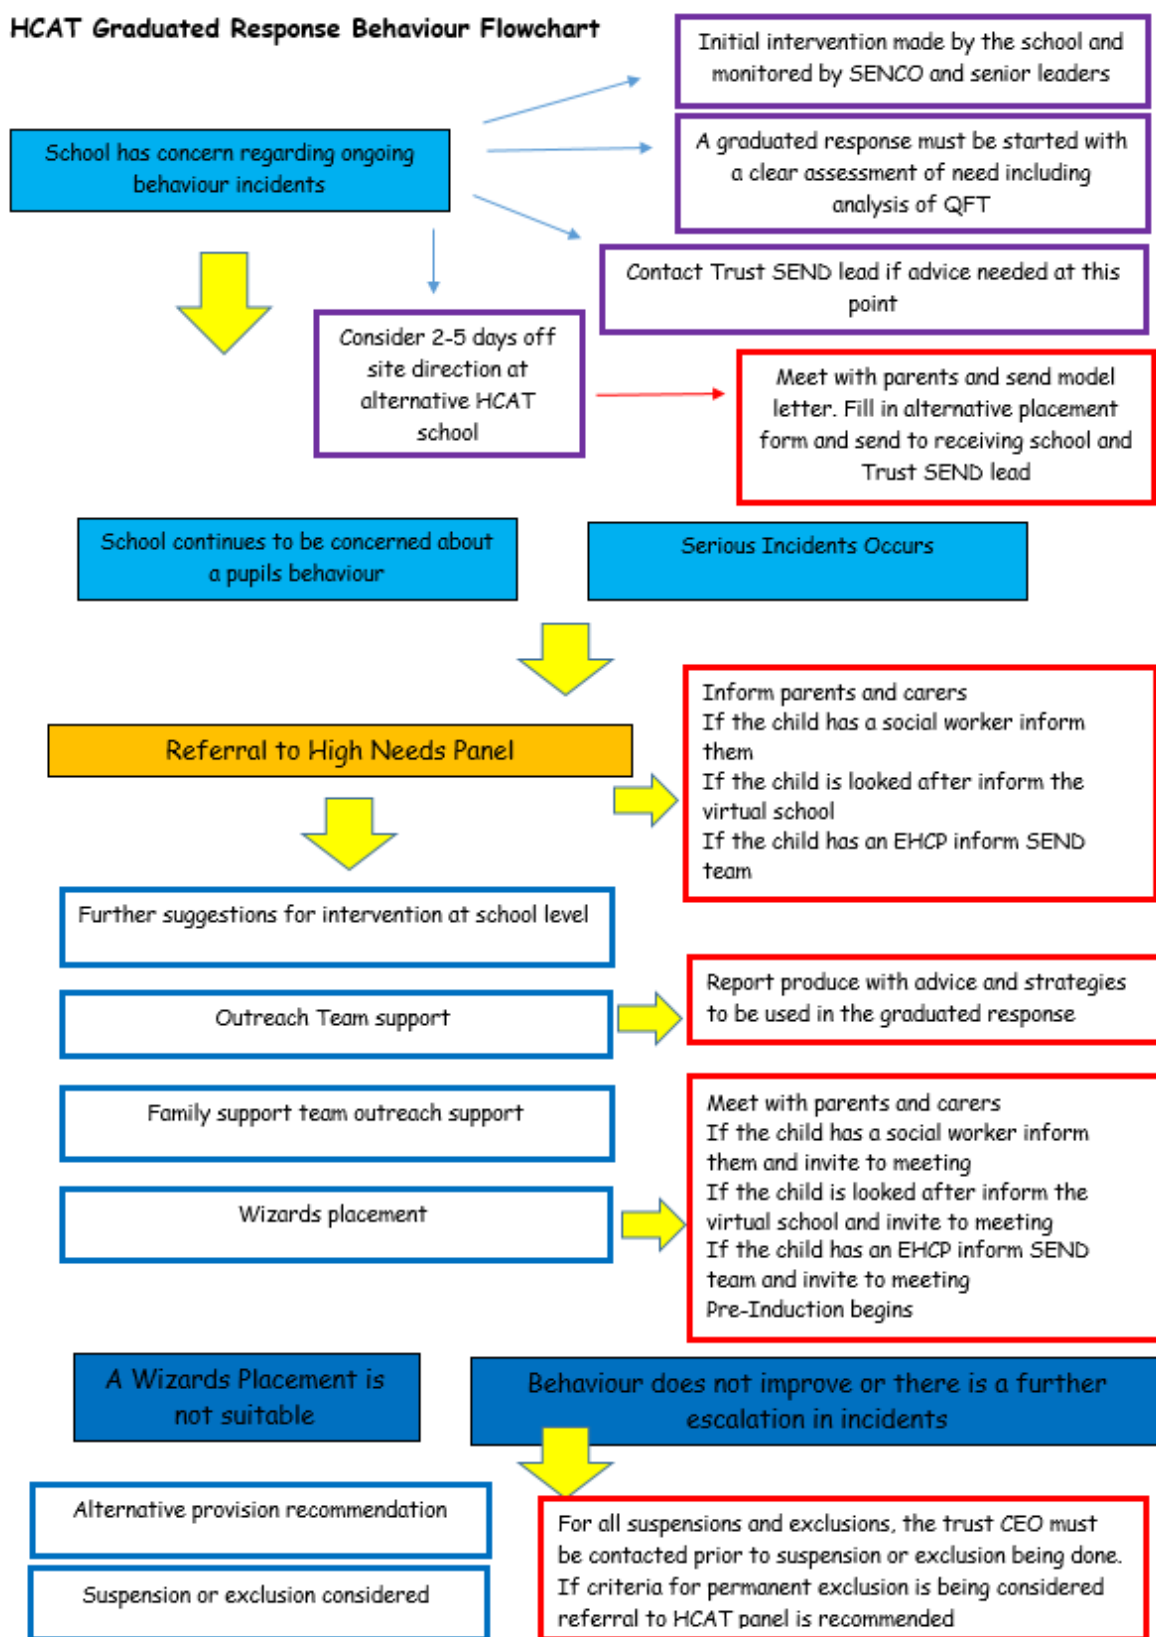 HCAT Graduated Response Behaviour Flowchart
Initial intervention made by the school and
monitored by SENCO and senior leaders
School has concern regarding ongoing
behaviour incidents
A graduated response must be started with
a clear assessment of need including
analysis of QFT
Contact Trust SEND lead if advice needed at this
point
Consider 2-5 days off
site direction at
alternative HCAT
school
Meet with parents and send model
letter. Fill in alternative placement
form and send to receiving school and
Trust SEND lead
School continues to be concerned about
a pupils behaviour
Serious Incidents Occurs
Referral to High Needs Panel
Inform parents and carers
If the child has a social worker inform
them
If the child is looked after inform the
virtual school
If the child has an EHCP inform SEND
team
Further suggestions for intervention at school level
Outreach Team support
Report produce with advice and strategies
to be used in the graduated response
Family support team outreach support
Wizards placement
Meet with parents and carers
If the child has a social worker inform
them and invite to meeting
If the child is looked after inform the
virtual school and invite to meeting
If the child has an EHCP inform SEND
team and invite to meeting
Pre-Induction begins
A Wizards Placement is
not suitable
Behaviour does not improve or there is a further
escalation in incidents
Alternative provision recommendation
Suspension or exclusion considered
For all suspensions and exclusions, the trust CEO must
be contacted prior to suspension or exclusion being done.
If criteria for permanent exclusion is being considered
referral to HCAT panel is recommended